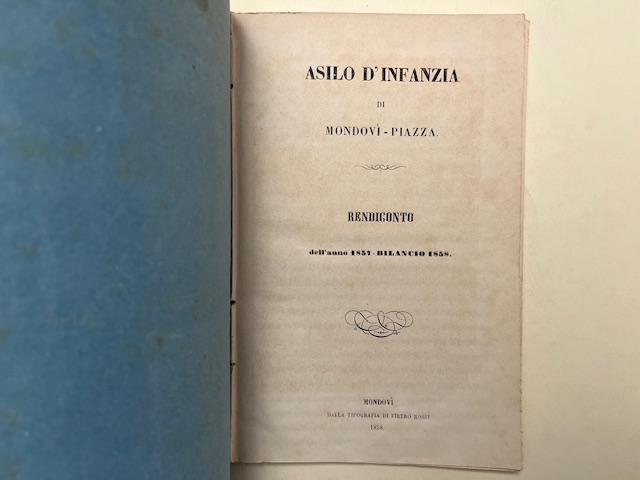 ASILO D'INFANZIA
DI
MONDOVÌ - PIAZZA.
RENDICONTO
dell'anno 1857 - BILANCIO 1858.
MONDOVÌ
DALLA TIPOGRAFIA DI PIETRO ROSSI
1858.